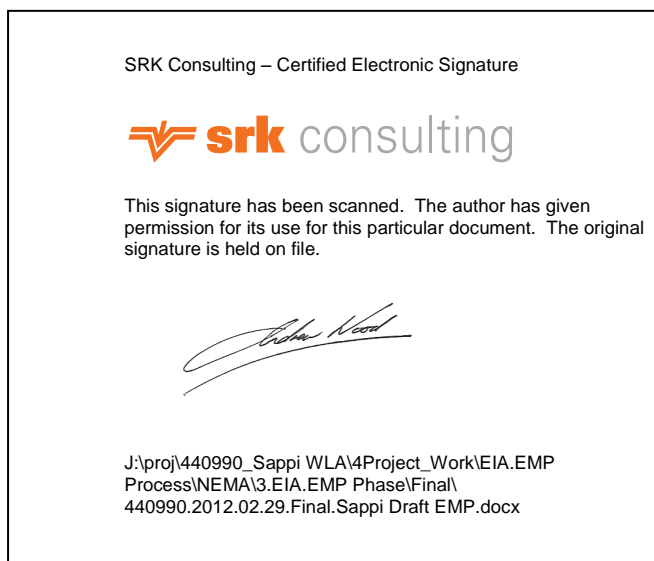 SRK Consulting – Certified Electronic Signature
srk consulting
This signature has been scanned.  The author has given
permission for its use for this particular document.  The original
signature is held on file.
Andrew Wood
J:\proj\440990_Sappi WLA\4Project_Work\EIA.EMP
Process\NEMA\3.EIA.EMP Phase\Final\
440990.2012.02.29.Final.Sappi Draft EMP.docx